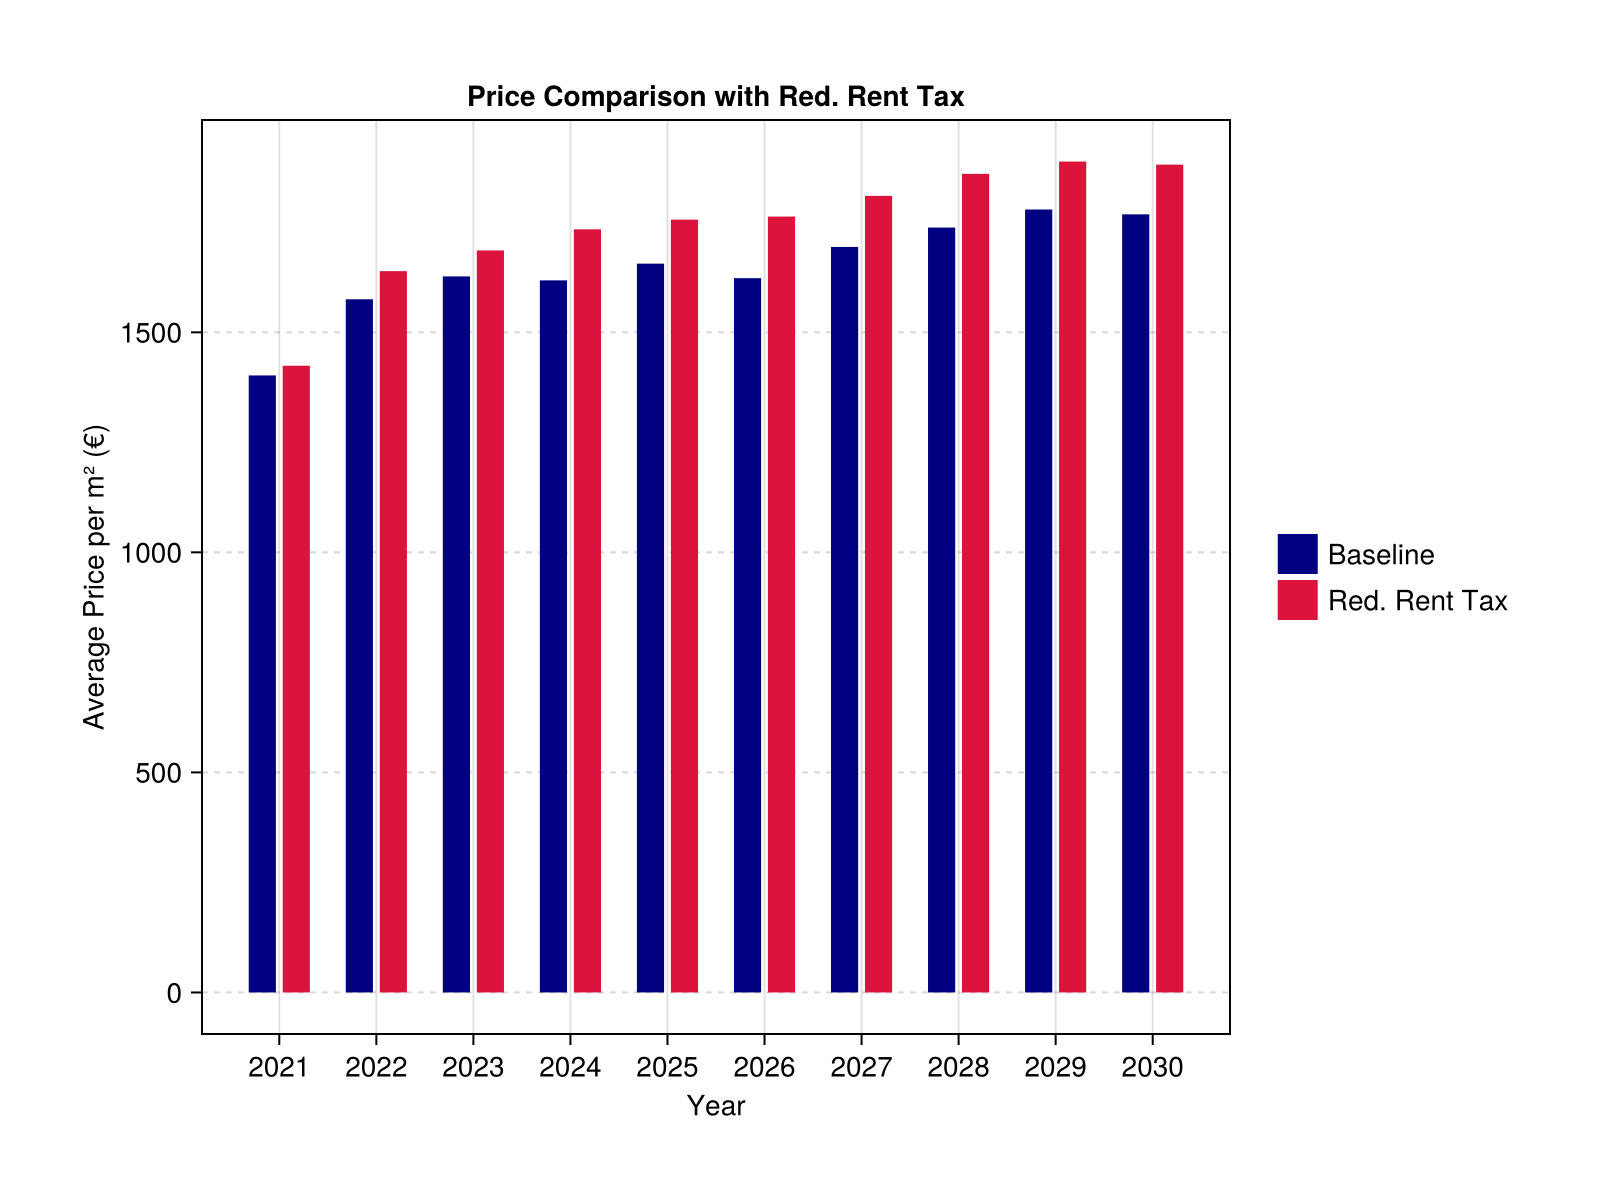 Price Comparison with Red. Rent Tax
Average Price per m² (€)
1500
1000
500
0
2021 2022 2023 2024 2025 2026 2027 2028 2029 2030
Year
Baseline
Red. Rent Tax